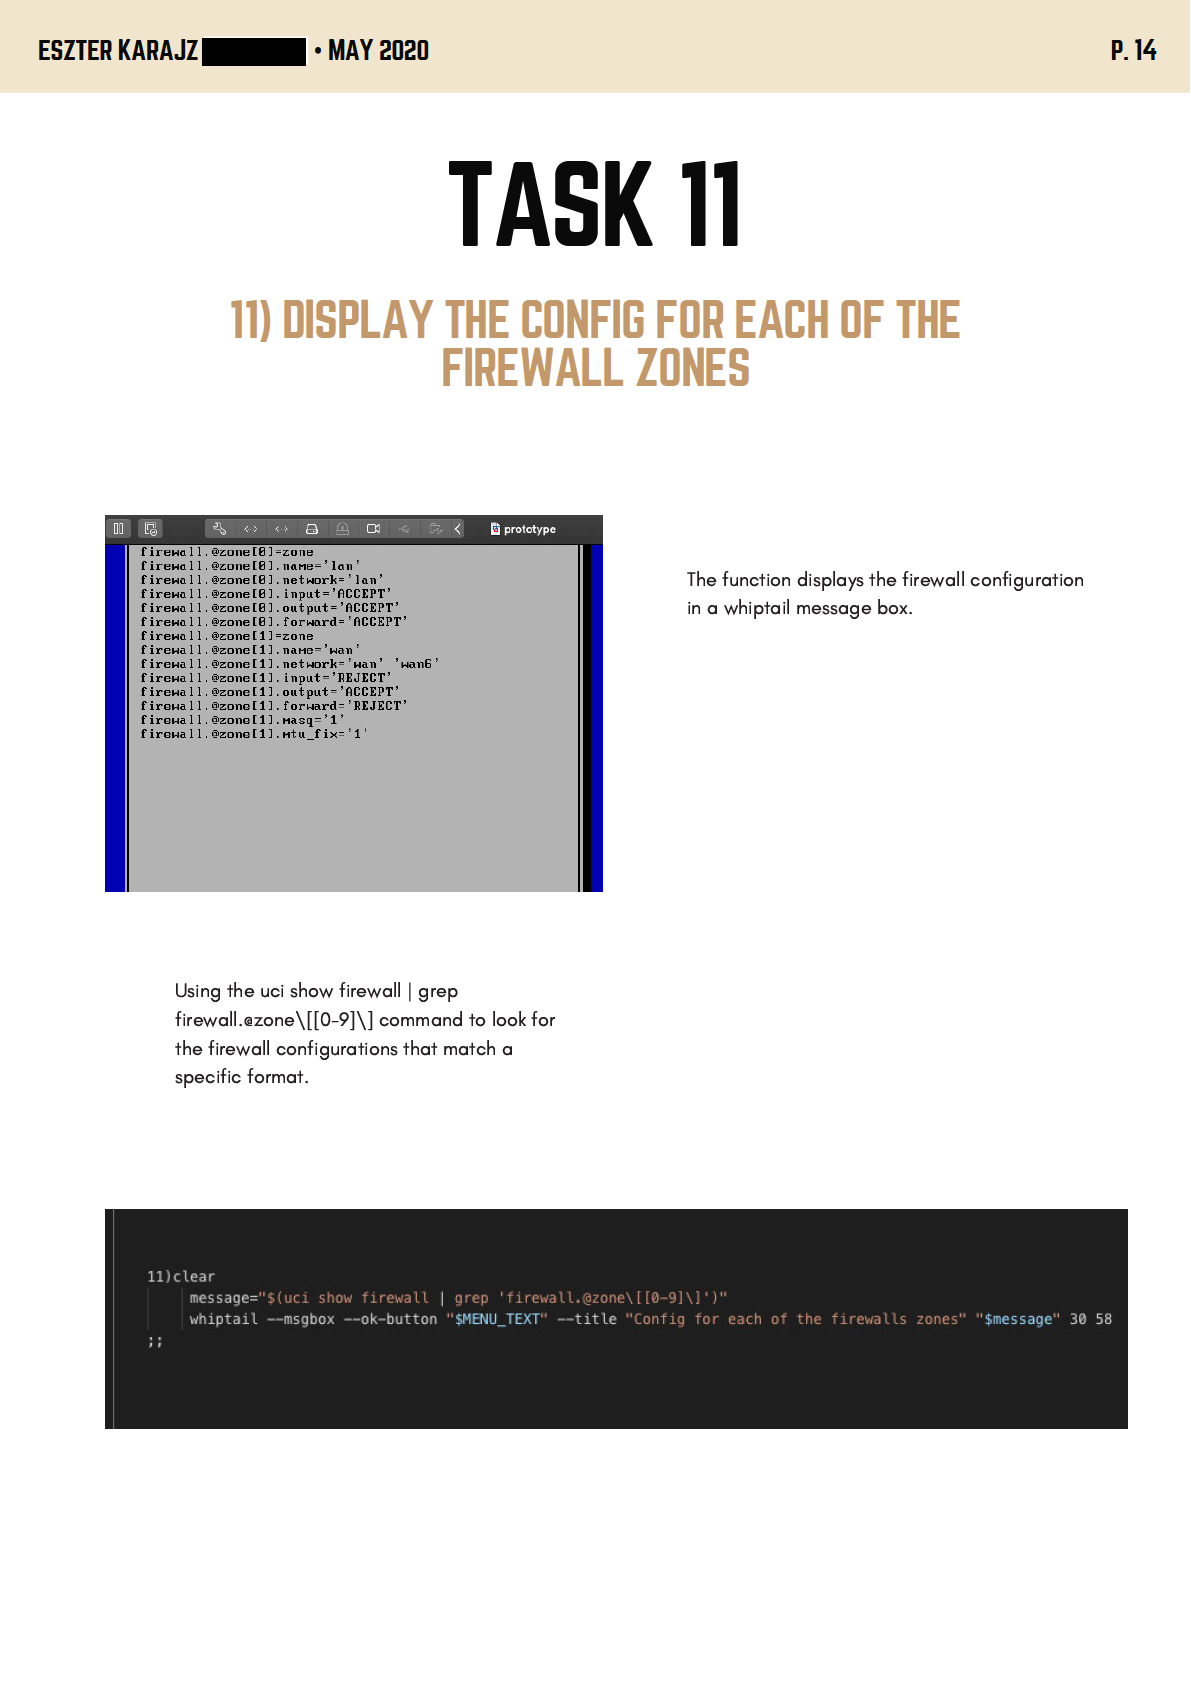 ESZTER KARAJZ • MAY 2020
P. 14
TASK 11
11) DISPLAY THE CONFIG FOR EACH OF THE
FIREWALL ZONES
prototype
firewall.@zone[0]=zone
firewall.@zone[0].name='lan'
firewall.@zone[0].network='lan'
firewall.@zone[0].input='ACCEPT'
firewall.@zone[0].output='ACCEPT'
firewall.@zone[0].forward='ACCEPT'
firewall.@zone[1]=zone
firewall.@zone[1].name='wan'
firewall.@zone[1].network='wan' 'wan6'
firewall.@zone[1].input='REJECT'
firewall.@zone[1].output='ACCEPT'
firewall.@zone[1].forward='REJECT'
firewall.@zone[1].masq='1'
firewall.@zone[1].mtu_fix='1'
The function displays the firewall configuration
in a whiptail message box.
Using the uci show firewall | grep
firewall.@zone\[[0-9]\] command to look for
the firewall configurations that match a
specific format.
11)clear
message="$(uci show firewall | grep 'firewall.@zone\[[0-9]\]')"
whiptail --msgbox --ok-button "$MENU_TEXT" --title "Config for each of the firewalls zones" "$message" 30 58
;;